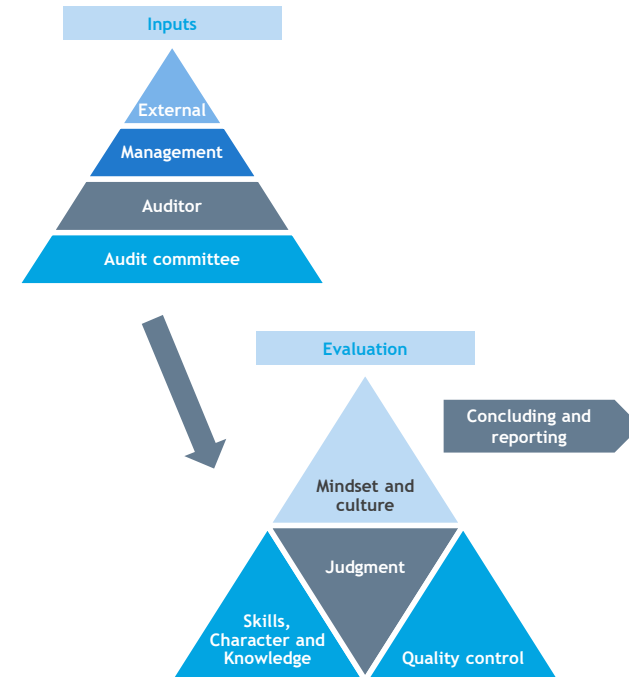 Inputs
External
Management
Auditor
Audit committee
Evaluation
Concluding and
reporting
Mindset and
culture
Judgment
Skills,
Character and
Knowledge
Quality control